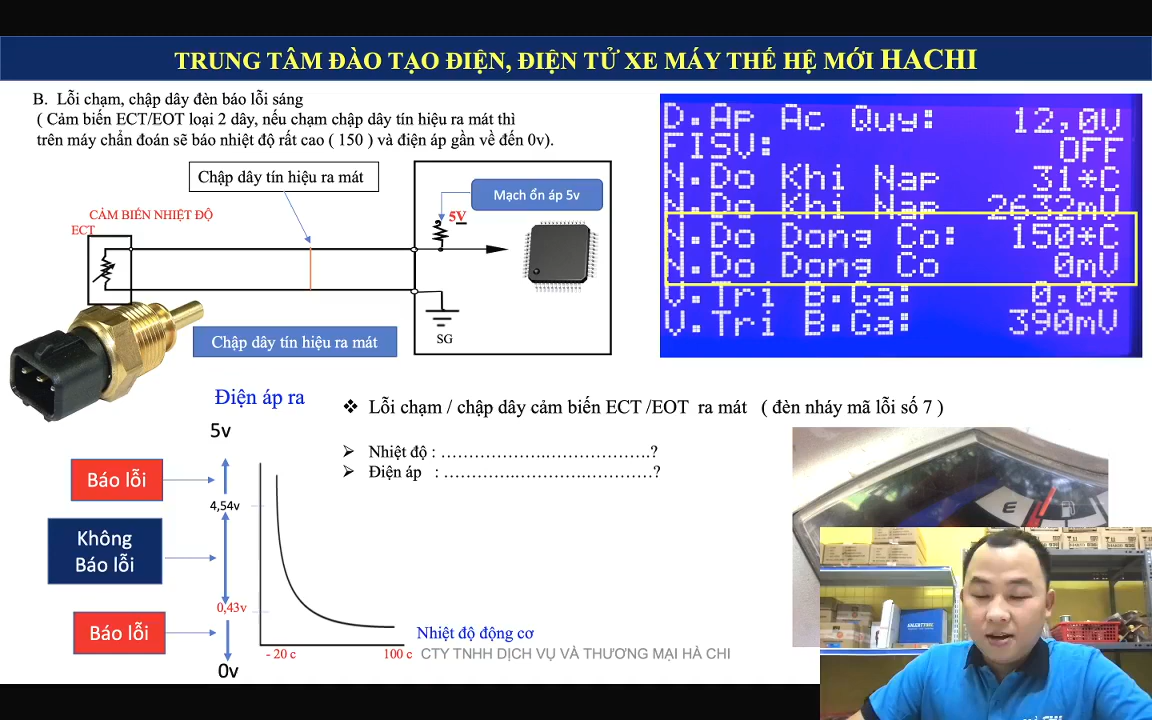 TRUNG TÂM ĐÀO TẠO ĐIỆN, ĐIỆN TỬ XE MÁY THẾ HỆ MỚI HACHI
B. Lỗi chạm, chập dây đèn báo lỗi sáng
( Cảm biến ECT/EOT loại 2 dây, nếu chạm chập dây tín hiệu ra mát thì
trên máy chẩn đoán sẽ báo nhiệt độ rất cao ( 150 ) và điện áp gần về đến 0v).
Chập dây tín hiệu ra mát
Mạch ổn áp 5v
CẢM BIẾN NHIỆT ĐỘ
ECT
5V
SG
Chập dây tín hiệu ra mát
D.Ap Ac Quy: 12,0V
FISV: OFF
N.Do Khi Nap 31*C
N.Do Khi Nap 2632mV
N.Do Dong Co: 150*C
N.Do Dong Co 0mV
V.Tri B.Ga: 0,0*
V.Tri B.Ga: 390mV
Điện áp ra
5v
Báo lỗi
4,54v
Không
Báo lỗi
0,43v
Báo lỗi
0v
- 20 c
100 c
Nhiệt độ động cơ
CTY TNHH DỊCH VỤ VÀ THƯƠNG MẠI HÀ CHI
❖ Lỗi chạm / chập dây cảm biến ECT /EOT ra mát ( đèn nháy mã lỗi số 7 )
➢ Nhiệt độ : ……………….……………….?
➢ Điện áp : ………….………….…………?
E